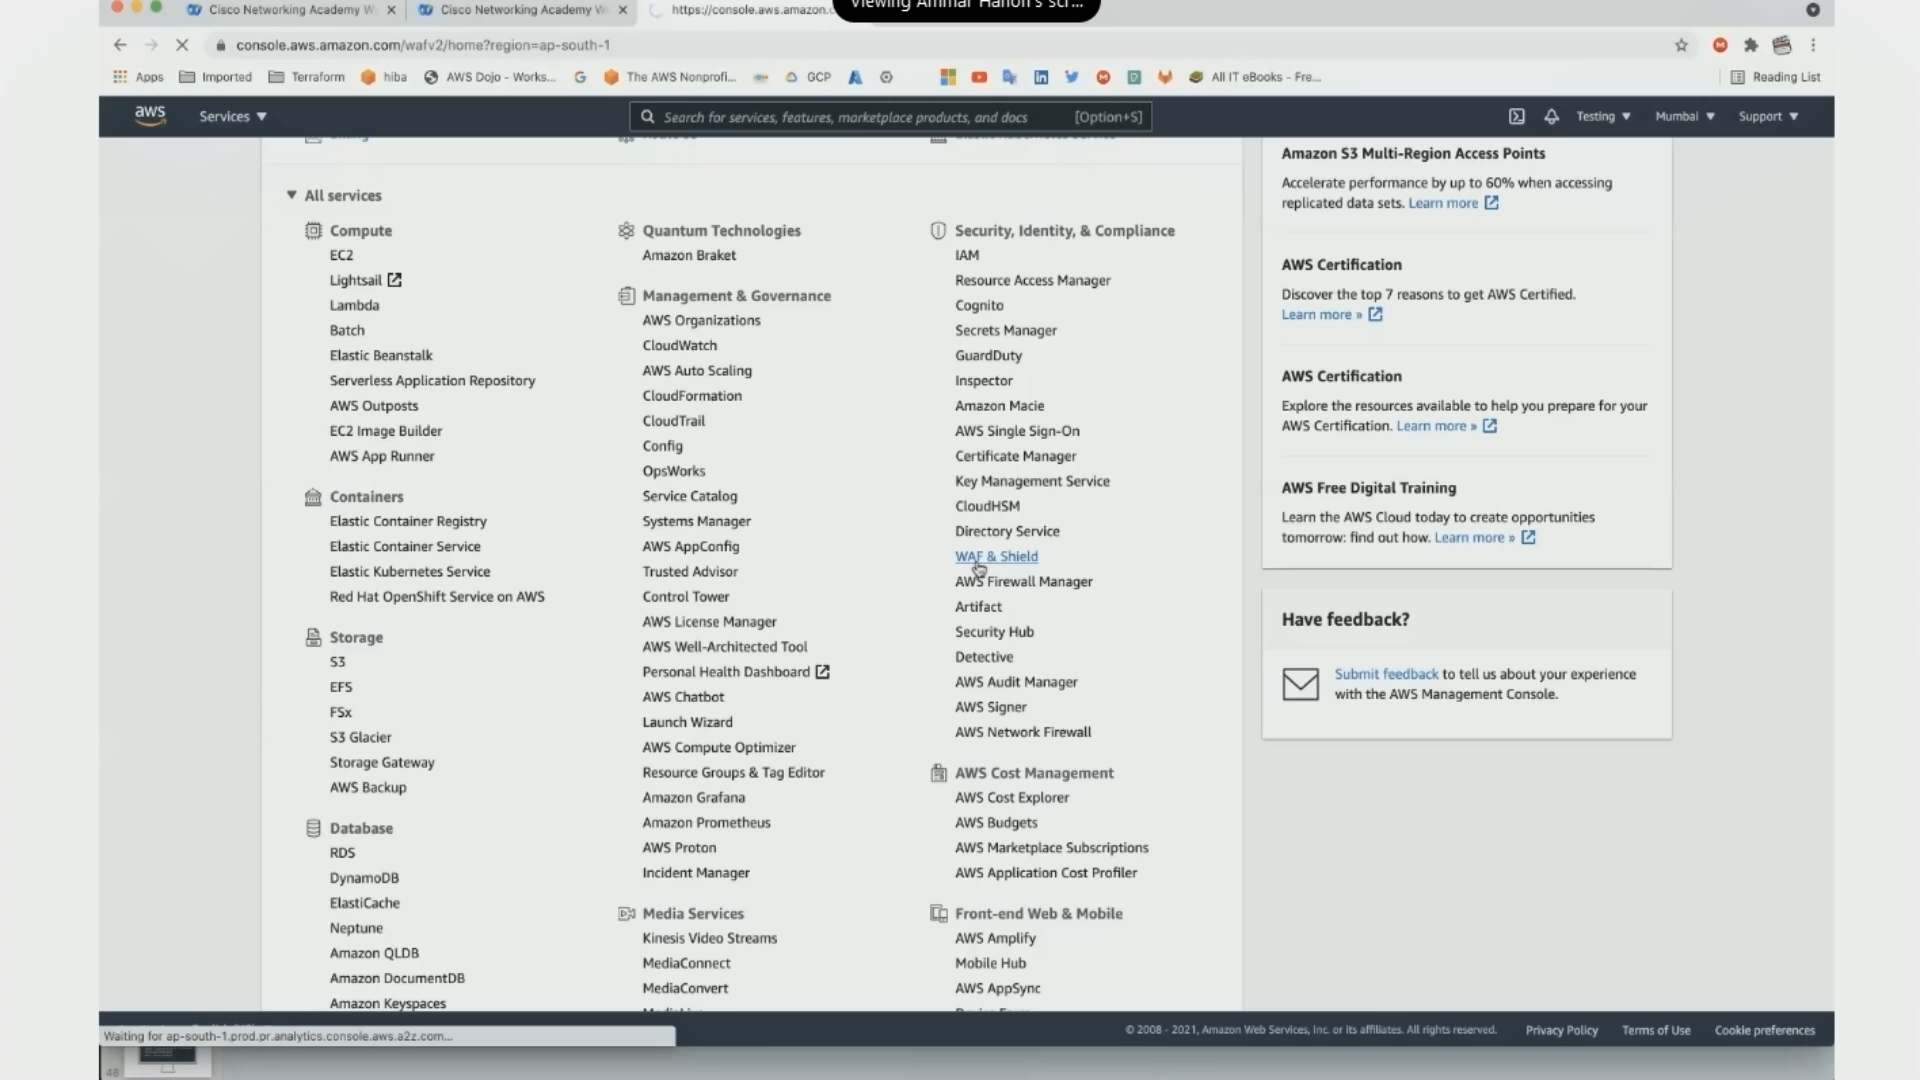 Viewing Ammar Hanon's scr...
Cisco Networking Academy W
Cisco Networking Academy W
https://console.aws.amazon.c
console.aws.amazon.com/wafv2/home?region=ap-south-1
Apps Imported Terraform hiba AWS Dojo - Works... The AWS Nonprofi... GCP All IT eBooks - Fre... Reading List
aws Services Search for services, features, marketplace products, and docs [Option+S] Testing Mumbai Support
All services
Compute
EC2
Lightsail
Lambda
Batch
Elastic Beanstalk
Serverless Application Repository
AWS Outposts
EC2 Image Builder
AWS App Runner
Containers
Elastic Container Registry
Elastic Container Service
Elastic Kubernetes Service
Red Hat OpenShift Service on AWS
Storage
S3
EFS
FSx
S3 Glacier
Storage Gateway
AWS Backup
Database
RDS
DynamoDB
ElastiCache
Neptune
Amazon QLDB
Amazon DocumentDB
Amazon Keyspaces
Quantum Technologies
Amazon Braket
Management & Governance
AWS Organizations
CloudWatch
AWS Auto Scaling
CloudFormation
CloudTrail
Config
OpsWorks
Service Catalog
Systems Manager
AWS AppConfig
Trusted Advisor
Control Tower
AWS License Manager
AWS Well-Architected Tool
Personal Health Dashboard
AWS Chatbot
Launch Wizard
AWS Compute Optimizer
Resource Groups & Tag Editor
Amazon Grafana
Amazon Prometheus
AWS Proton
Incident Manager
Media Services
Kinesis Video Streams
MediaConnect
MediaConvert
Security, Identity, & Compliance
IAM
Resource Access Manager
Cognito
Secrets Manager
GuardDuty
Inspector
Amazon Macie
AWS Single Sign-On
Certificate Manager
Key Management Service
CloudHSM
Directory Service
WAF & Shield
AWS Firewall Manager
Artifact
Security Hub
Detective
AWS Audit Manager
AWS Signer
AWS Network Firewall
AWS Cost Management
AWS Cost Explorer
AWS Budgets
AWS Marketplace Subscriptions
AWS Application Cost Profiler
Front-end Web & Mobile
AWS Amplify
Mobile Hub
AWS AppSync
Amazon S3 Multi-Region Access Points
Accelerate performance by up to 60% when accessing
replicated data sets. Learn more
AWS Certification
Discover the top 7 reasons to get AWS Certified.
Learn more »
AWS Certification
Explore the resources available to help you prepare for your
AWS Certification. Learn more »
AWS Free Digital Training
Learn the AWS Cloud today to create opportunities
tomorrow: find out how. Learn more »
Have feedback?
Submit feedback to tell us about your experience
with the AWS Management Console.
Waiting for ap-south-1.prod.pr.analytics.console.aws.a2z.com...
© 2008 - 2021, Amazon Web Services, Inc. or its affiliates. All rights reserved. Privacy Policy Terms of Use Cookie preferences
48